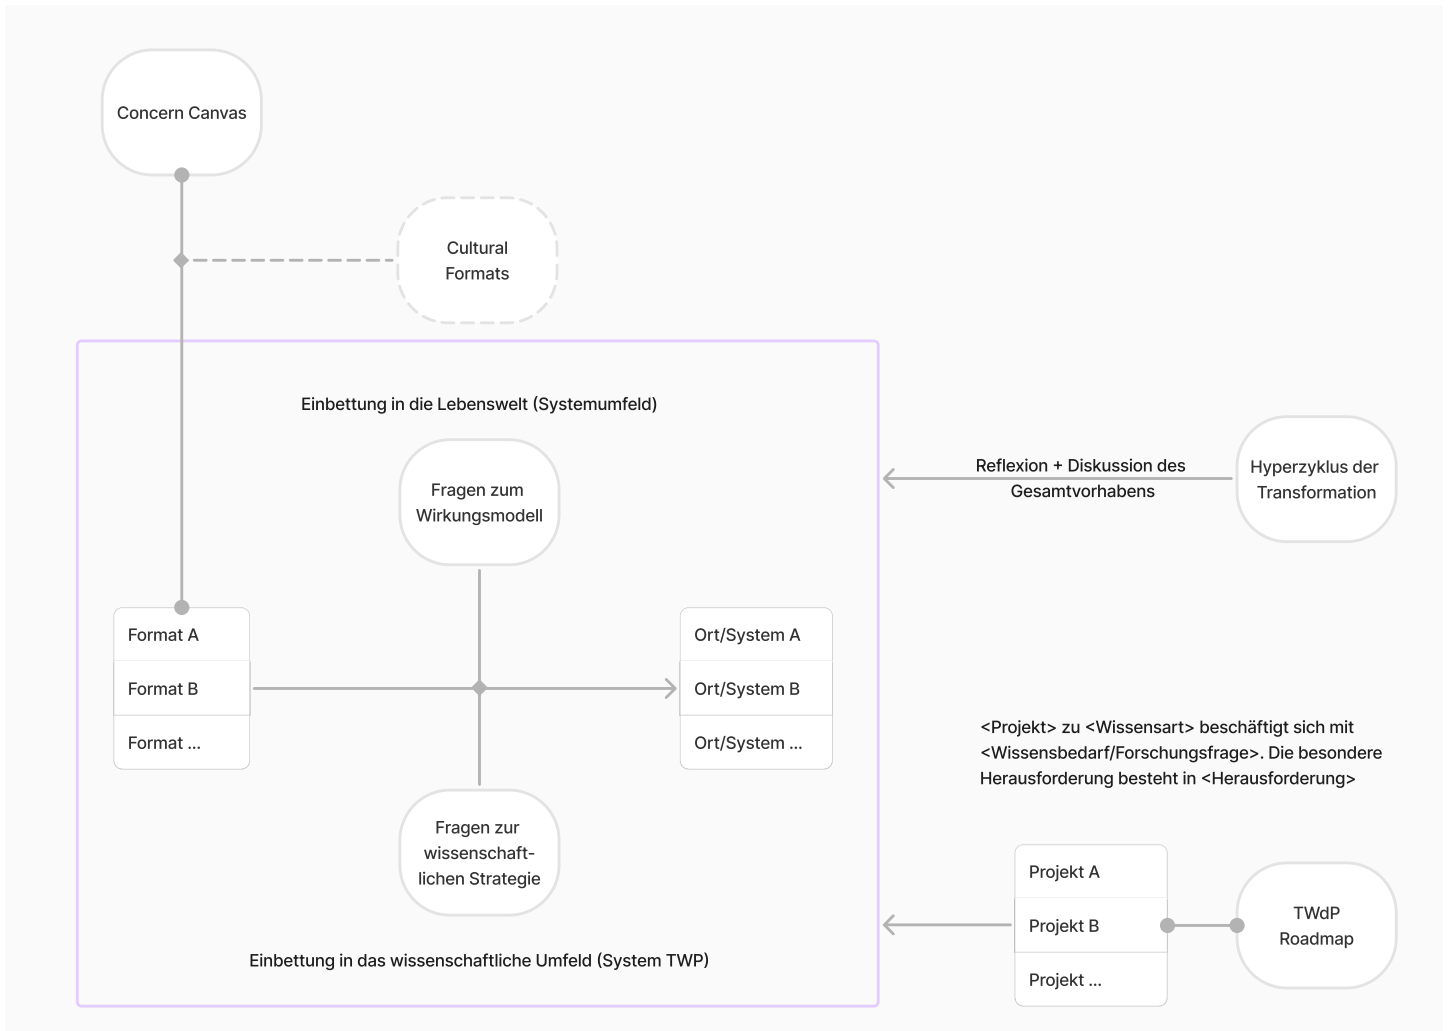 Concern Canvas
Cultural
Formats
Einbettung in die Lebenswelt (Systemumfeld)
Fragen zum
Wirkungsmodell
Reflexion + Diskussion des
Gesamtvorhabens
Hyperzyklus der
Transformation
Format A
Format B
Format ...
Ort/System A
Ort/System B
Ort/System ...
Fragen zur
wissenschaft-
lichen Strategie
Einbettung in das wissenschaftliche Umfeld (System TWP)
<Projekt> zu <Wissensart> beschäftigt sich mit
<Wissensbedarf/Forschungsfrage>. Die besondere
Herausforderung besteht in <Herausforderung>
Projekt A
Projekt B
Projekt ...
TWdP
Roadmap